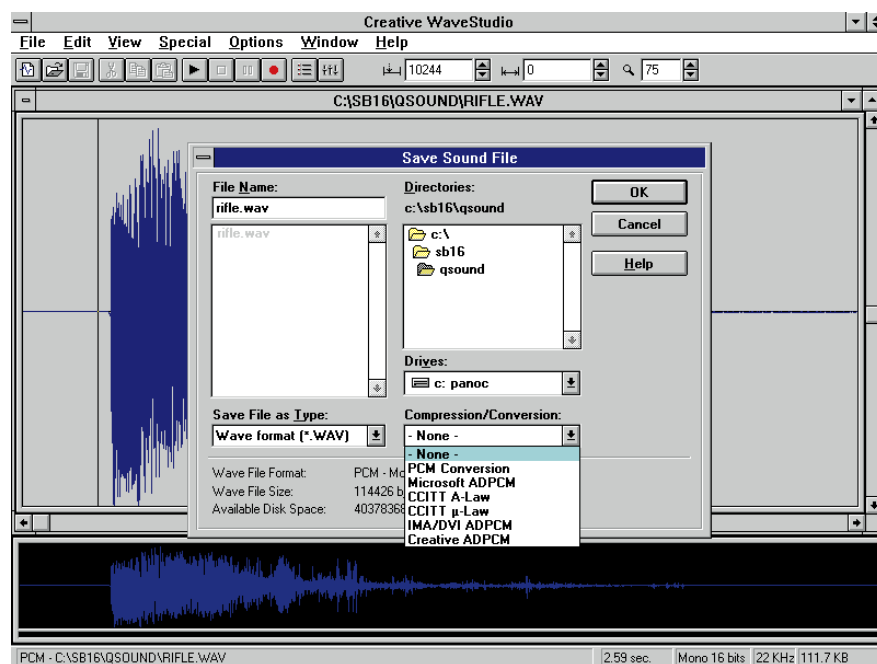 Creative WaveStudio
File Edit View Special Options Window Help
10244 0 75
C:\SB16\QSOUND\RIFLE.WAV
Save Sound File
File Name:
rifle.wav
rifle.wav
Directories:
c:\sb16\qsound
c:\
sb16
qsound
OK
Cancel
Help
Drives:
c: panoc
Save File as Type:
Wave format (*.WAV)
Compression/Conversion:
- None -
- None -
PCM Conversion
Microsoft ADPCM
CCITT A-Law
CCITT µ-Law
IMA/DVI ADPCM
Creative ADPCM
Wave File Format: PCM - Mo
Wave File Size: 114426 b
Available Disk Space: 40378368
PCM - C:\SB16\QSOUND\RIFLE.WAV 2.59 sec. Mono 16 bits 22 KHz 111.7 KB